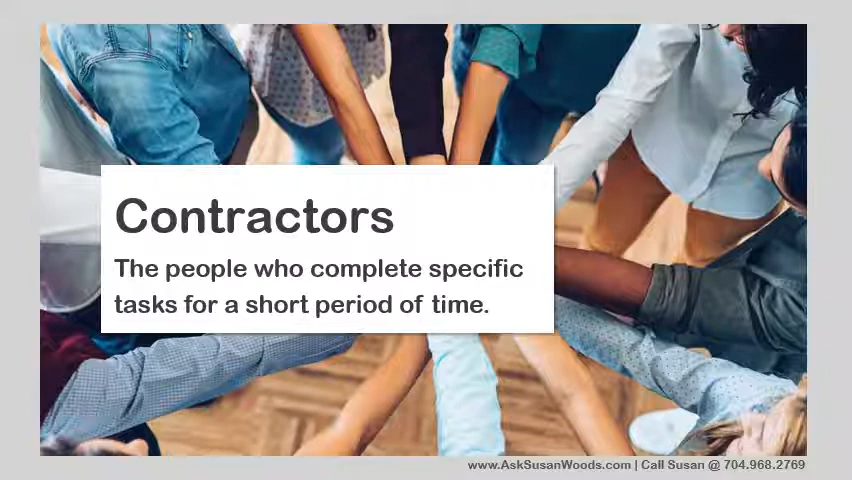 Contractors
The people who complete specific
tasks for a short period of time.
www.AskSusanWoods.com | Call Susan @ 704.968.2769